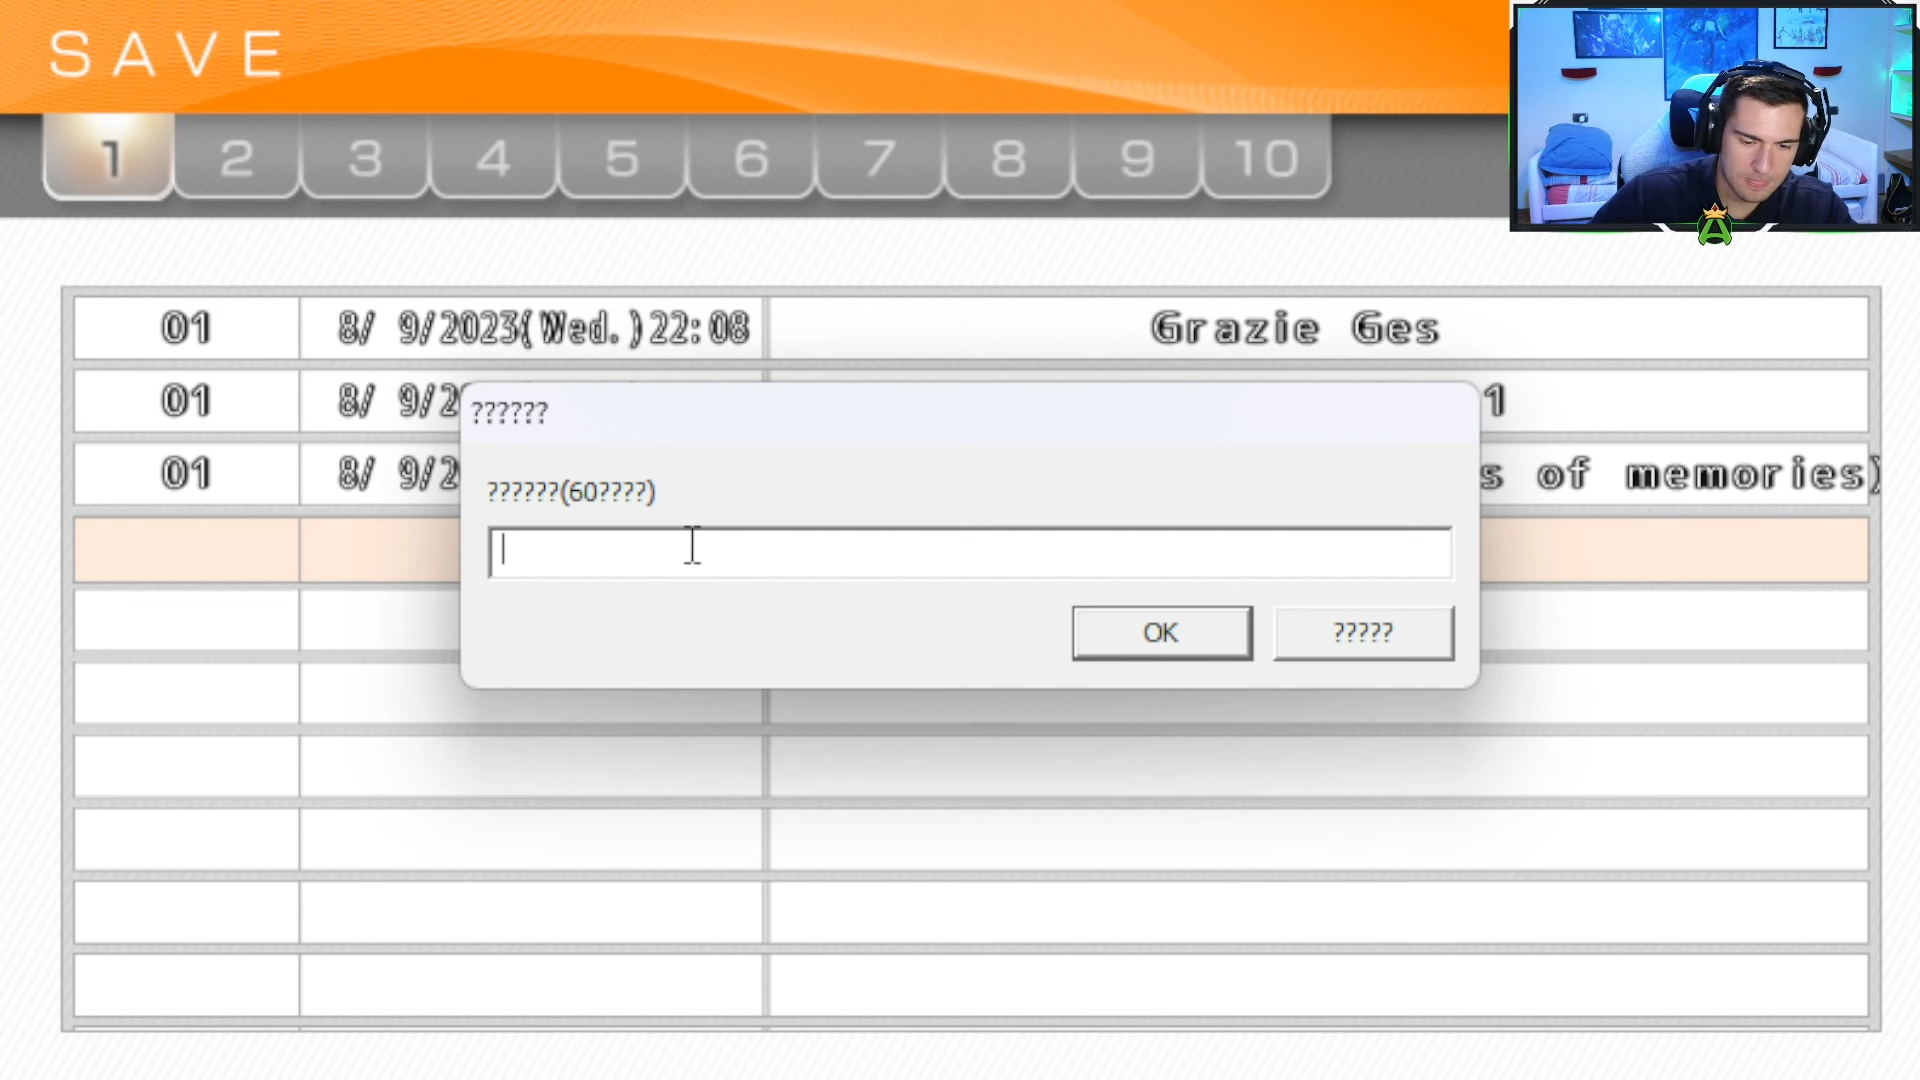 SAVE
1 2 3 4 5 6 7 8 9 10
01 8/ 9/2023(Wed.)22:08 Grazie Ges
01 8/ 9/2 1
01 8/ 9/2 s of memories)
??????
??????(60????)
OK ?????